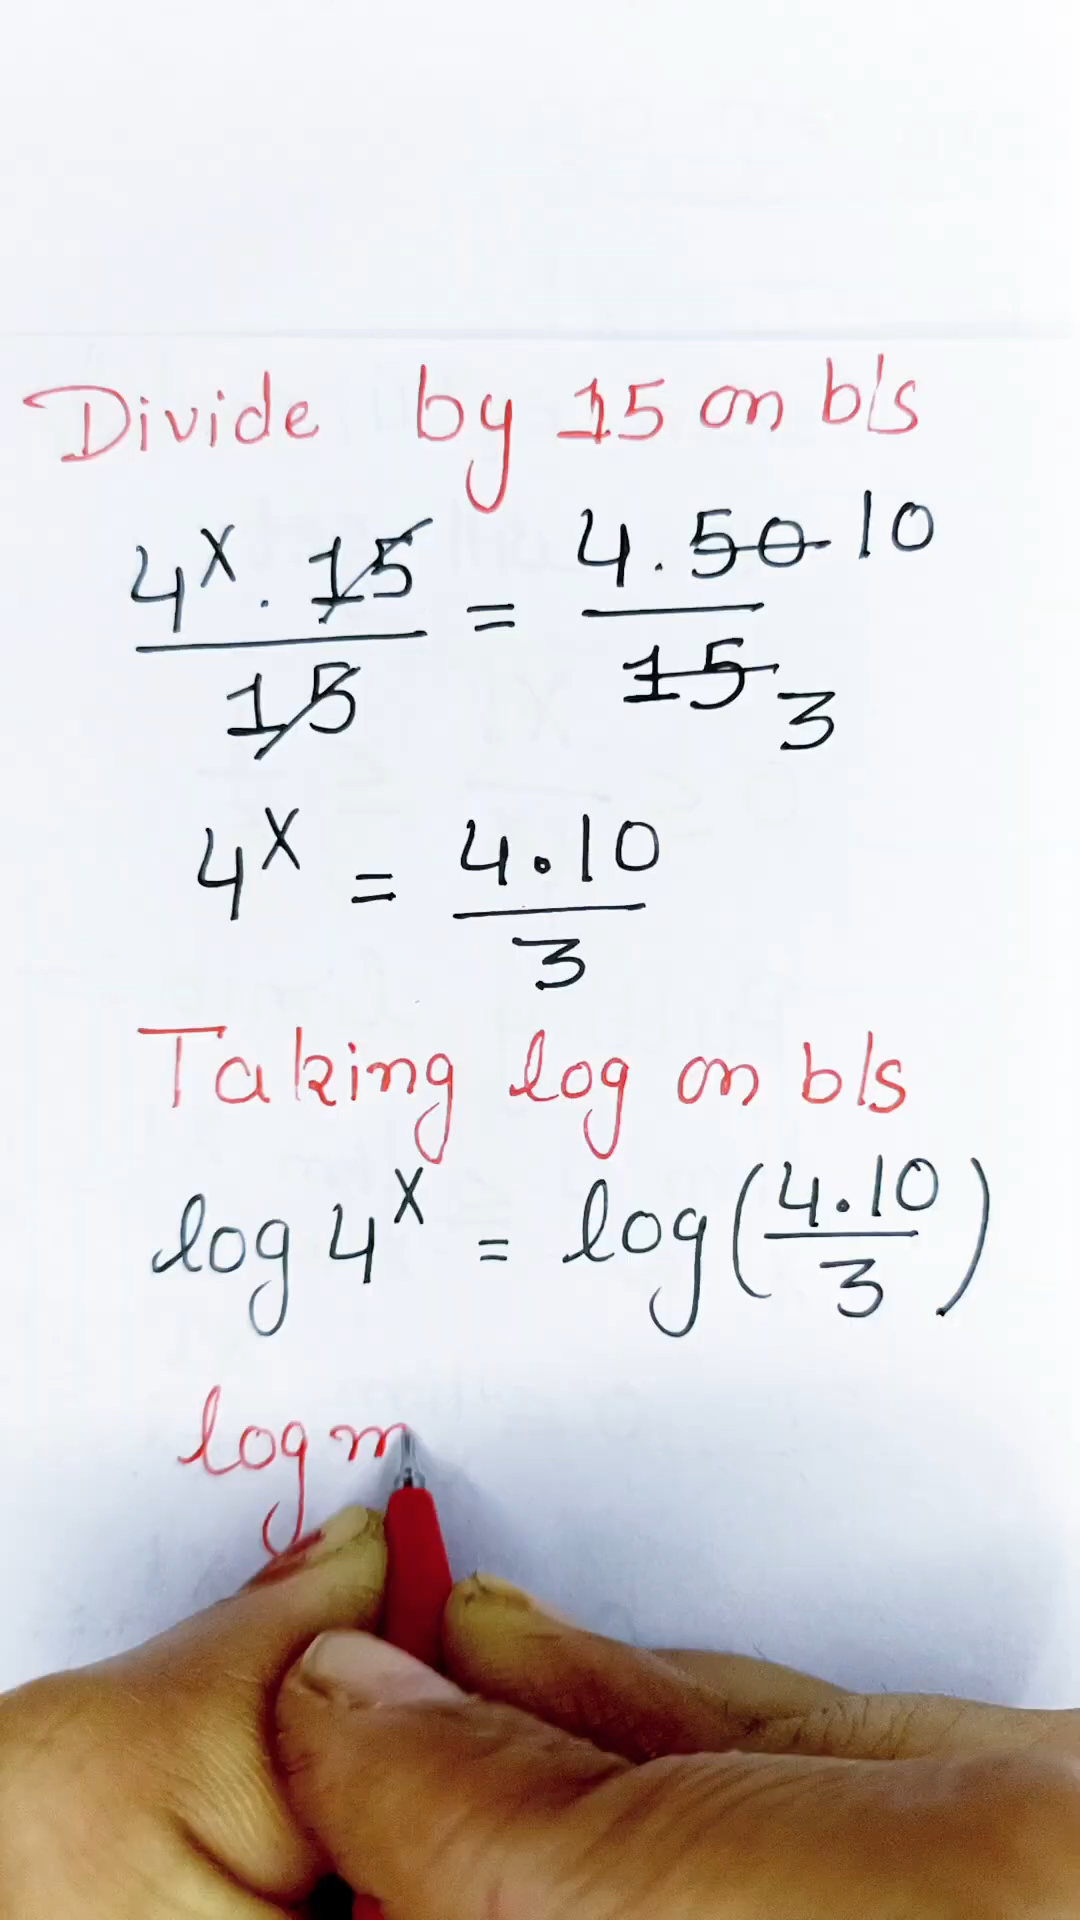 Divide by 15 on b/s
4^x . 15 / 15 = 4 . 50 10 / 15 3
4^x = 4 . 10 / 3
Taking log on b/s
log 4^x = log ( 4 . 10 / 3 )
log m